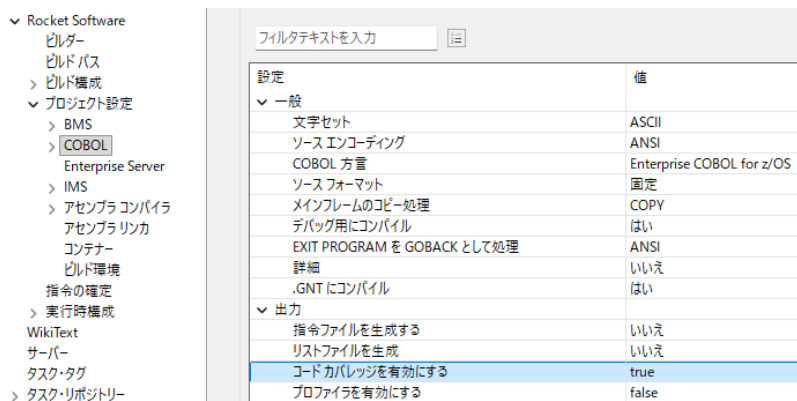 Rocket Software
ビルダー
ビルド パス
ビルド構成
プロジェクト設定
BMS
COBOL
Enterprise Server
IMS
アセンブラ コンパイラ
アセンブラ リンカ
コンテナー
ビルド環境
指令の確定
実行時構成
WikiText
サーバー
タスク・タグ
タスク・リポジトリー
フィルタテキストを入力
設定 値
一般
文字セット ASCII
ソース エンコーディング ANSI
COBOL 方言 Enterprise COBOL for z/OS
ソース フォーマット 固定
メインフレームのコピー処理 COPY
デバッグ用にコンパイル はい
EXIT PROGRAM を GOBACK として処理 ANSI
詳細 いいえ
.GNT にコンパイル はい
出力
指令ファイルを生成する いいえ
リストファイルを生成 いいえ
コード カバレッジを有効にする true
プロファイラを有効にする false